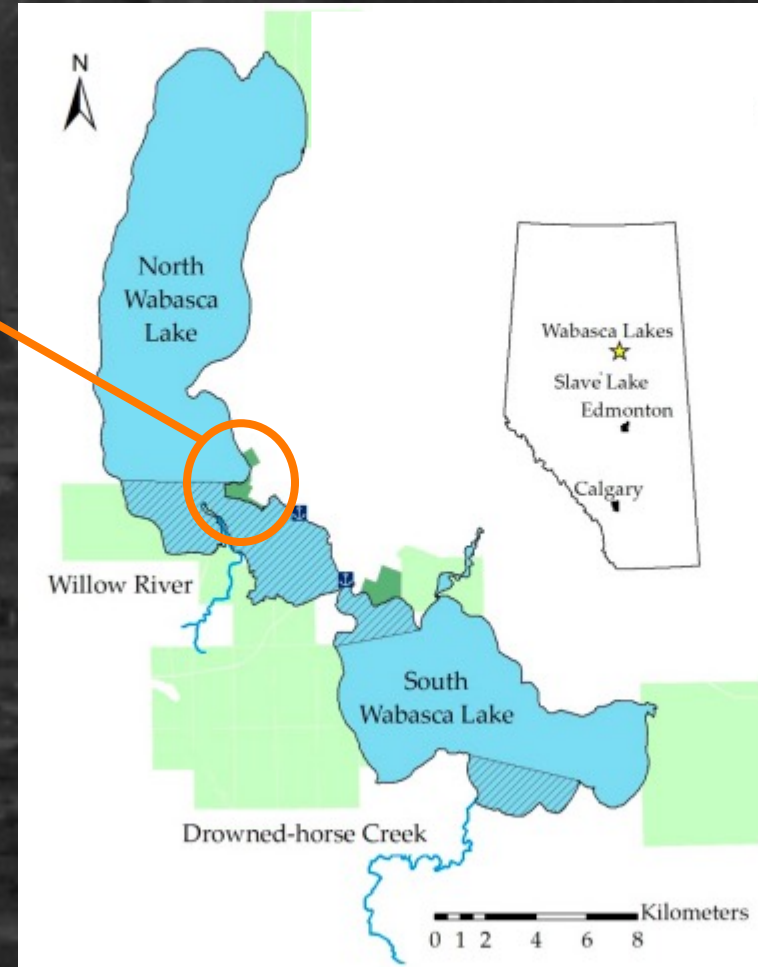 N
North
Wabasca
Lake
Wabasca Lakes
Slave Lake
Edmonton
Calgary
Willow River
South
Wabasca Lake
Drowned-horse Creek
Kilometers
0 1 2 4 6 8